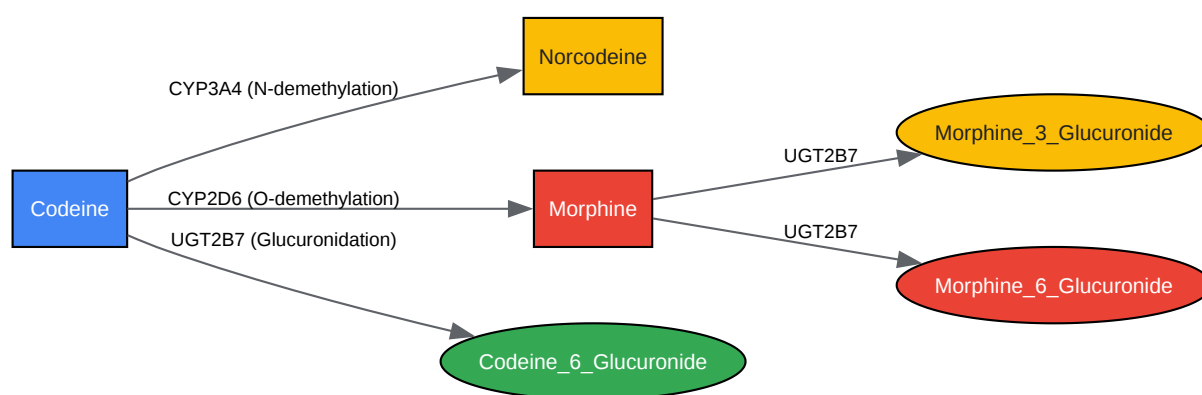 Norcodeine
CYP3A4 (N-demethylation)
Morphine_3_Glucuronide
UGT2B7
CYP2D6 (O-demethylation)
Codeine
Morphine
UGT2B7 (Glucuronidation)
UGT2B7
Morphine_6_Glucuronide
Codeine_6_Glucuronide